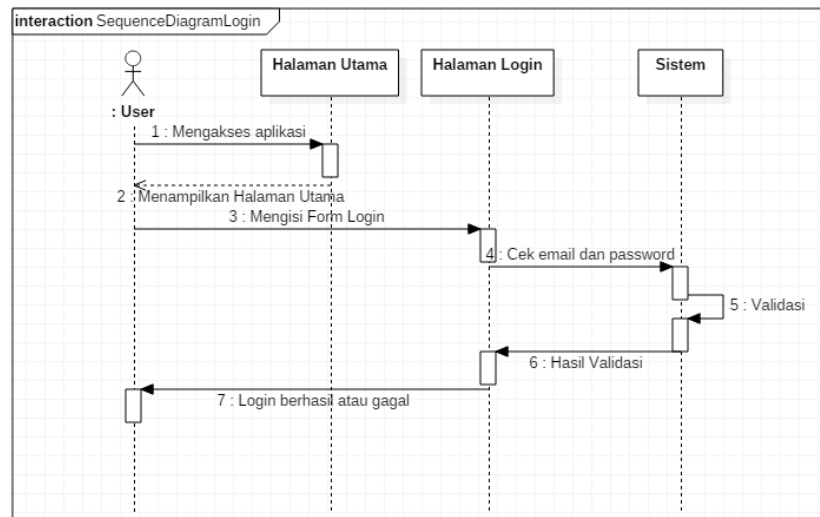 interaction SequenceDiagramLogin
Halaman Utama
Halaman Login
Sistem
: User
1 : Mengakses aplikasi
2 : Menampilkan Halaman Utama
3 : Mengisi Form Login
4 : Cek email dan password
5 : Validasi
6 : Hasil Validasi
7 : Login berhasil atau gagal